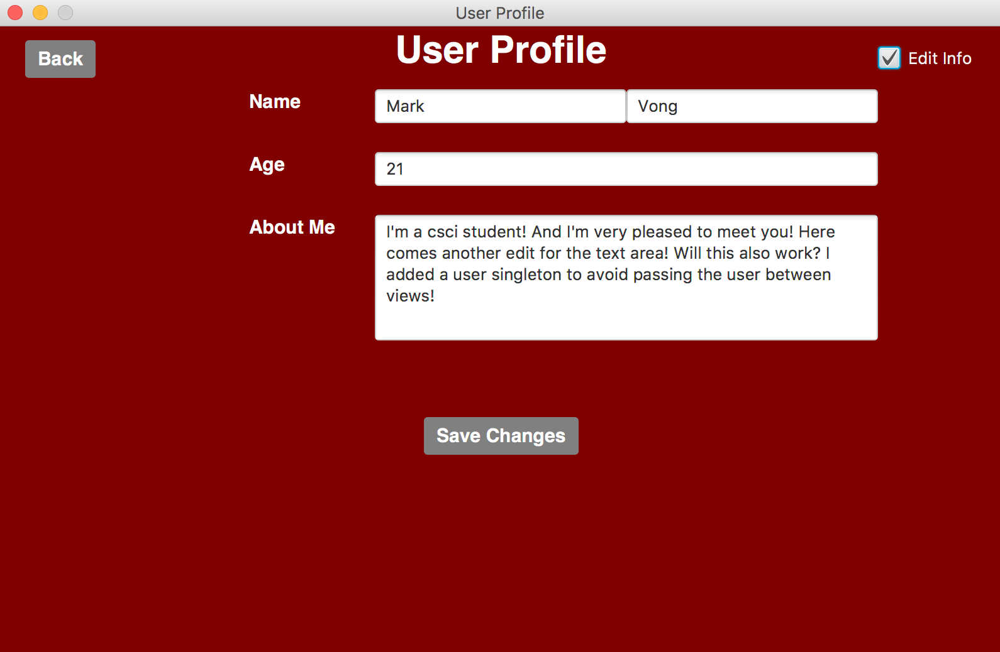 User Profile
Back
User Profile
Edit Info
Name
Mark
Vong
Age
21
About Me
I'm a csci student! And I'm very pleased to meet you! Here
comes another edit for the text area! Will this also work? I
added a user singleton to avoid passing the user between
views!
Save Changes